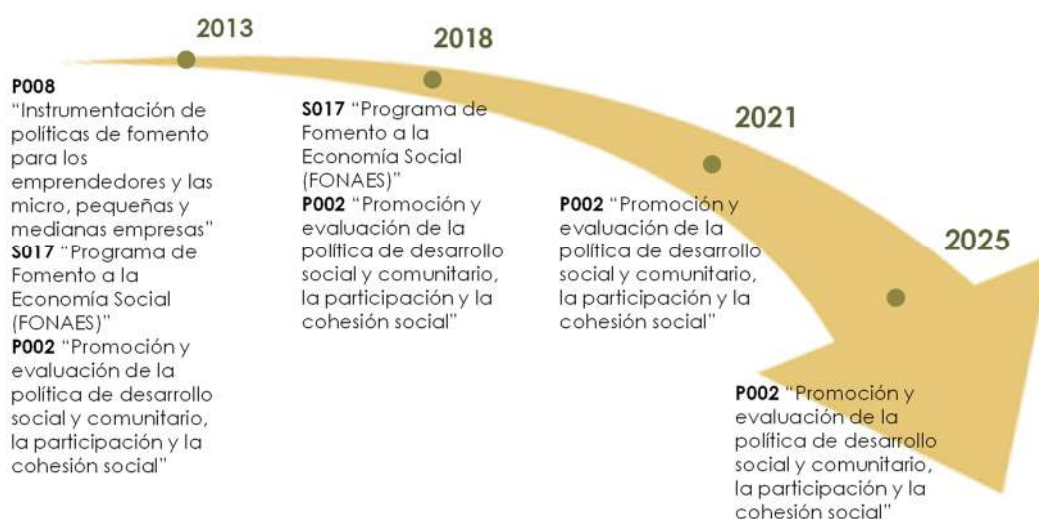 2013
P008
“Instrumentación de
políticas de fomento
para los
emprendedores y las
micro, pequeñas y
medianas empresas”
S017 “Programa de
Fomento a la
Economía Social
(FONAES)”
P002 “Promoción y
evaluación de la
política de desarrollo
social y comunitario,
la participación y la
cohesión social”
2018
S017 “Programa de
Fomento a la
Economía Social
(FONAES)”
P002 “Promoción y
evaluación de la
política de desarrollo
social y comunitario,
la participación y la
cohesión social”
2021
P002 “Promoción y
evaluación de la
política de desarrollo
social y comunitario,
la participación y la
cohesión social”
2025
P002 “Promoción y
evaluación de la
política de desarrollo
social y comunitario,
la participación y la
cohesión social”